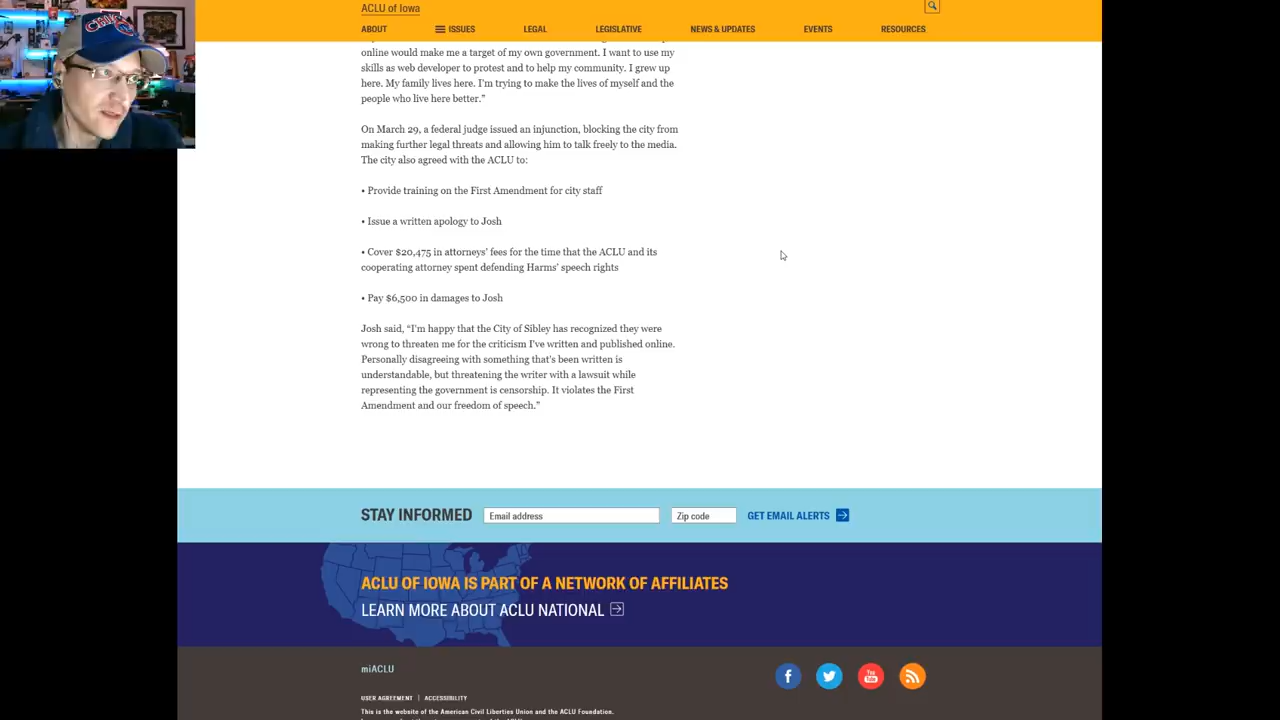 ACLU of Iowa
ABOUT
ISSUES
LEGAL
LEGISLATIVE
NEWS & UPDATES
EVENTS
RESOURCES
online would make me a target of my own government. I want to use my
skills as web developer to protest and to help my community. I grew up
here. My family lives here. I'm trying to make the lives of myself and the
people who live here better.”
On March 29, a federal judge issued an injunction, blocking the city from
making further legal threats and allowing him to talk freely to the media.
The city also agreed with the ACLU to:
• Provide training on the First Amendment for city staff
• Issue a written apology to Josh
• Cover $20,475 in attorneys' fees for the time that the ACLU and its
cooperating attorney spent defending Harms' speech rights
• Pay $6,500 in damages to Josh
Josh said, “I'm happy that the City of Sibley has recognized they were
wrong to threaten me for the criticism I've written and published online.
Personally disagreeing with something that's been written is
understandable, but threatening the writer with a lawsuit while
representing the government is censorship. It violates the First
Amendment and our freedom of speech.”
STAY INFORMED
Email address
Zip code
GET EMAIL ALERTS
ACLU OF IOWA IS PART OF A NETWORK OF AFFILIATES
LEARN MORE ABOUT ACLU NATIONAL
miACLU
USER AGREEMENT | ACCESSIBILITY
This is the website of the American Civil Liberties Union and the ACLU Foundation.